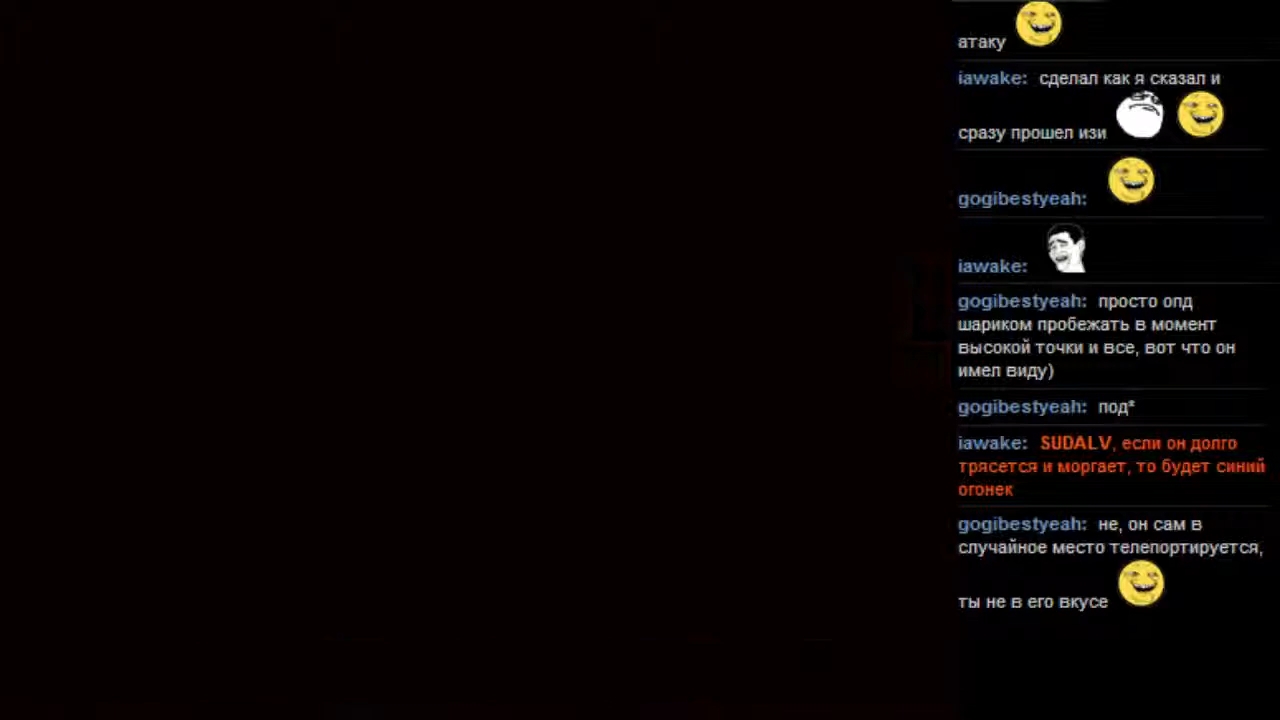 атаку
iawake: сделал как я сказал и
сразу прошел изи
gogibestyeah:
iawake:
gogibestyeah: просто опд
шариком пробежать в момент
высокой точки и все, вот что он
имел виду)
gogibestyeah: под*
iawake: SUDALV, если он долго
трясется и моргает, то будет синий
огонек
gogibestyeah: не, он сам в
случайное место телепортируется,
ты не в его вкусе